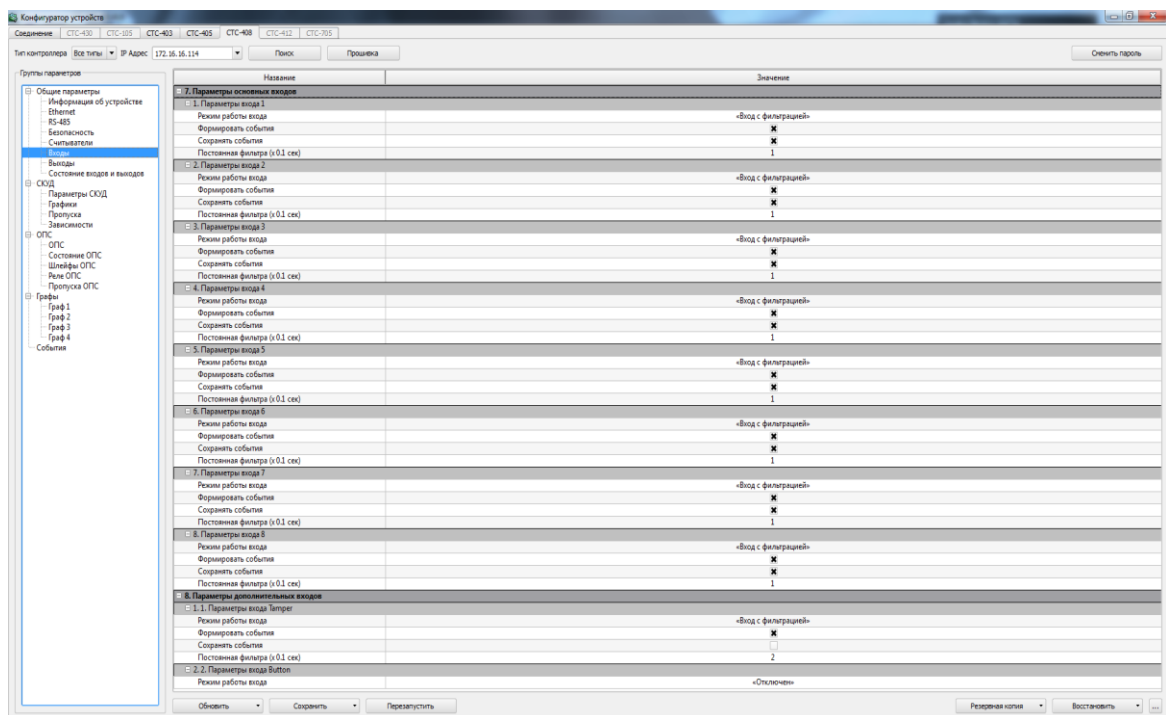 Конфигуратор устройств
Соединение СТС-430 СТС-105 СТС-403 СТС-405 СТС-408 СТС-412 СТС-705
Тип контроллера Все типы IP Адрес 172.16.16.114 Поиск Прошивка Сменить пароль
Группы параметров
Общие параметры
Информация об устройстве
Ethernet
RS-485
Безопасность
Считыватели
Входы
Выходы
Состояние входов и выходов
СКУД
Параметры СКУД
Графики
Пропуска
Зависимости
ОПС
ОПС
Состояние ОПС
Шлейфы ОПС
Реле ОПС
Пропуска ОПС
Графы
Граф 1
Граф 2
Граф 3
Граф 4
События
Название Значение
7. Параметры основных входов
1. Параметры входа 1
Режим работы входа «Вход с фильтрацией»
Формировать события
Сохранять события
Постоянная фильтра (x 0.1 сек) 1
2. Параметры входа 2
Режим работы входа «Вход с фильтрацией»
Формировать события
Сохранять события
Постоянная фильтра (x 0.1 сек) 1
3. Параметры входа 3
Режим работы входа «Вход с фильтрацией»
Формировать события
Сохранять события
Постоянная фильтра (x 0.1 сек) 1
4. Параметры входа 4
Режим работы входа «Вход с фильтрацией»
Формировать события
Сохранять события
Постоянная фильтра (x 0.1 сек) 1
5. Параметры входа 5
Режим работы входа «Вход с фильтрацией»
Формировать события
Сохранять события
Постоянная фильтра (x 0.1 сек) 1
6. Параметры входа 6
Режим работы входа «Вход с фильтрацией»
Формировать события
Сохранять события
Постоянная фильтра (x 0.1 сек) 1
7. Параметры входа 7
Режим работы входа «Вход с фильтрацией»
Формировать события
Сохранять события
Постоянная фильтра (x 0.1 сек) 1
8. Параметры входа 8
Режим работы входа «Вход с фильтрацией»
Формировать события
Сохранять события
Постоянная фильтра (x 0.1 сек) 1
8. Параметры дополнительных входов
1. 1. Параметры входа Tamper
Режим работы входа «Вход с фильтрацией»
Формировать события
Сохранять события
Постоянная фильтра (x 0.1 сек) 2
2. 2. Параметры входа Button
Режим работы входа «Отключен»
Обновить Сохранить Перезапустить Резервная копия Восстановить ...